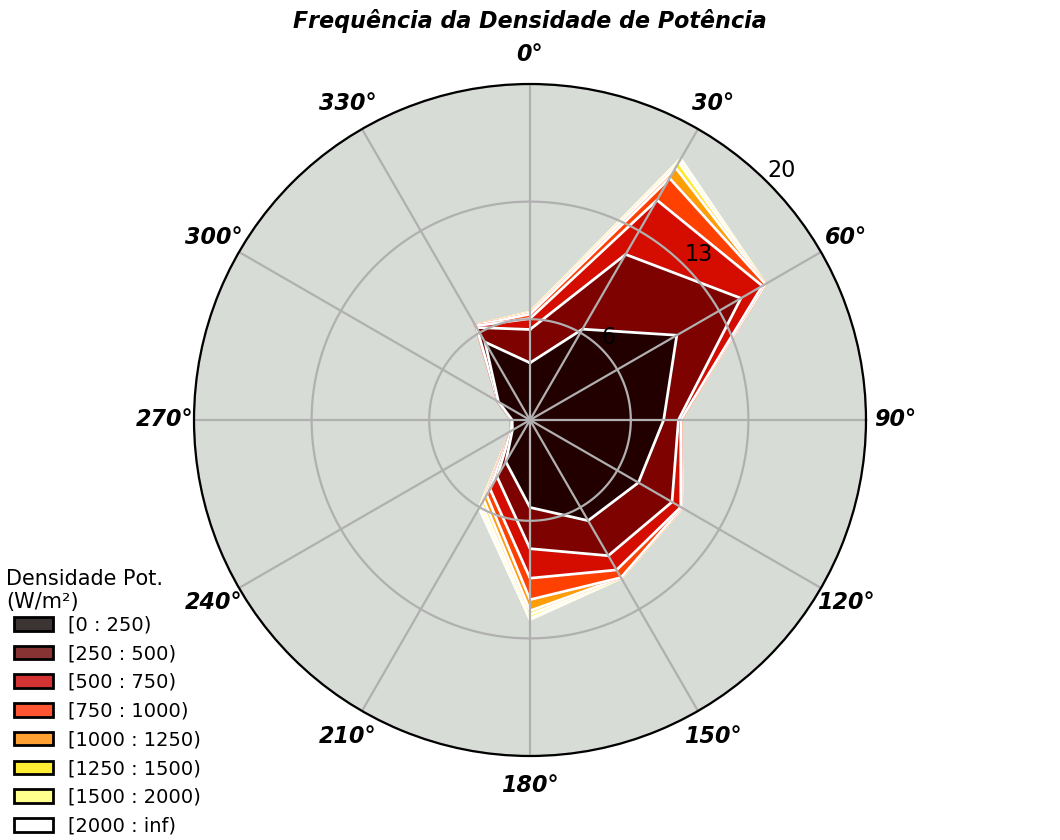 Frequência da Densidade de Potência
0°
330°
30°
20
300°
60°
13
6
270°
90°
Densidade Pot.
(W/m²)
240°
120°
[0 : 250)
[250 : 500)
[500 : 750)
[750 : 1000)
210°
150°
[1000 : 1250)
[1250 : 1500)
180°
[1500 : 2000)
[2000 : inf)